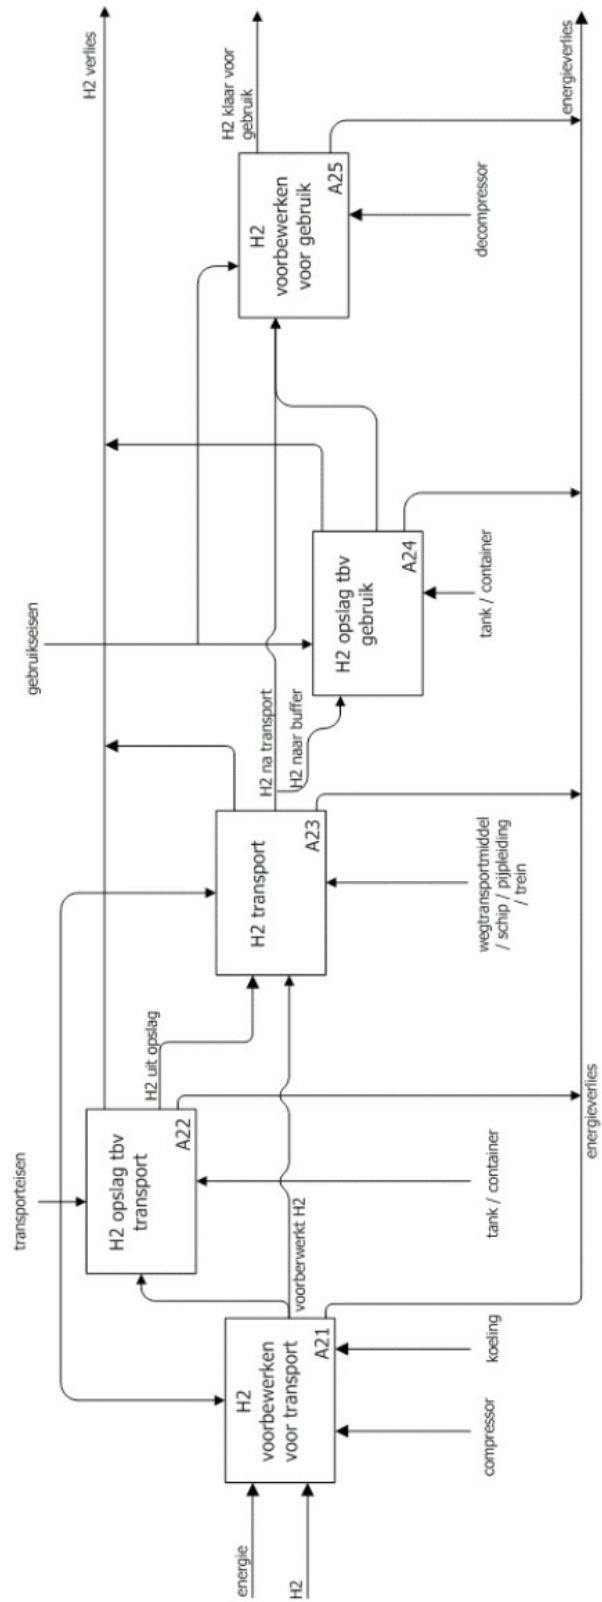 transporteisen
gebruikseisen
H2 verlies
H2 opslag tbv
transport
A22
H2 uit opslag
H2 klaar voor
gebruik
energie
H2
H2
voorbewerken
voor transport
A21
voorberwerkt H2
H2 transport
A23
H2 na transport
H2 naar buffer
H2 opslag tbv
gebruik
A24
H2
voorbewerken
voor gebruik
A25
compressor
koeling
tank / container
wegtransportmiddel
/ schip / pijpleiding
/ trein
tank / container
decompressor
energieverlies
energieverlies